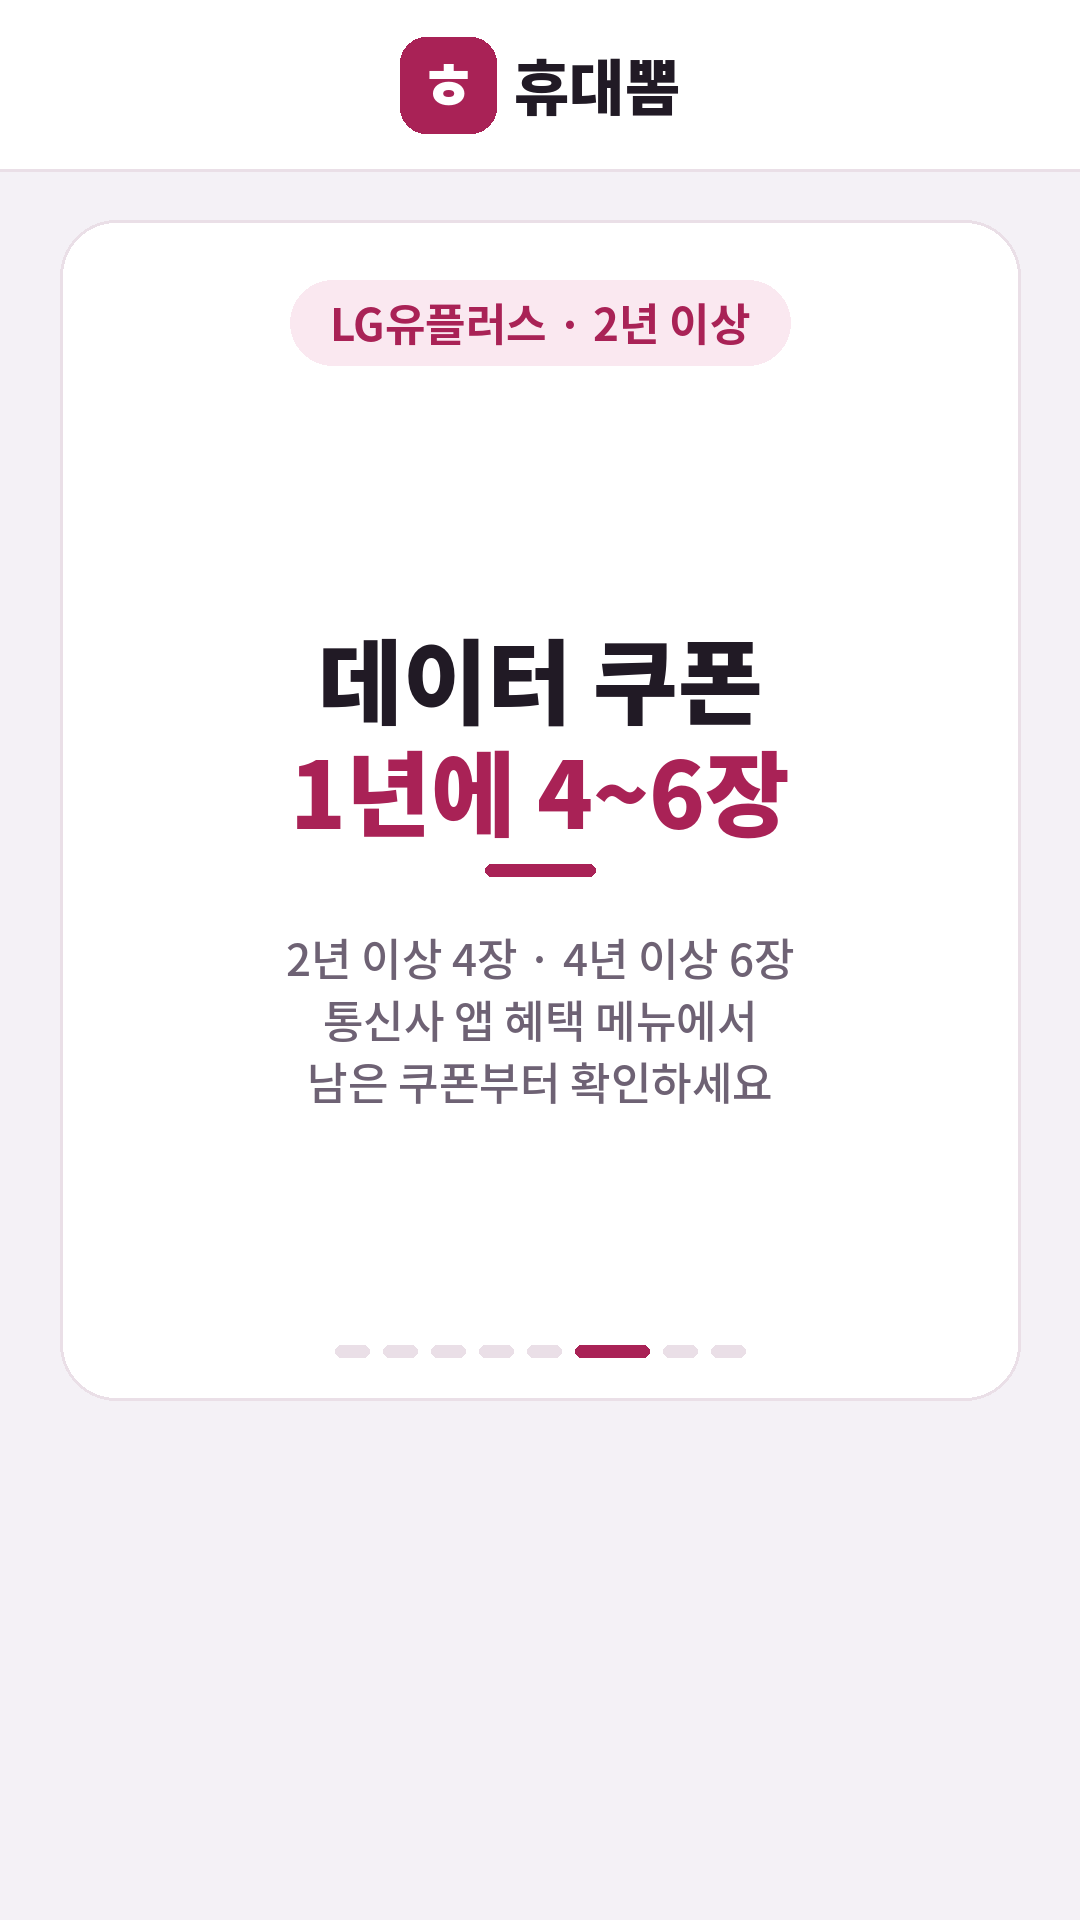 ㅎ 휴대뽐
LG유플러스 · 2년 이상
데이터 쿠폰
1년에 4~6장
2년 이상 4장 · 4년 이상 6장
통신사 앱 혜택 메뉴에서
남은 쿠폰부터 확인하세요